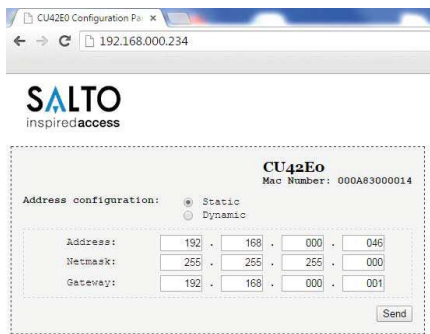 CU42E0 Configuration Pa
192.168.000.234
SALTO
inspiredaccess
CU42E0
Mac Number: 000A83000014
Address configuration: Static
Dynamic
Address: 192 . 168 . 000 . 046
Netmask: 255 . 255 . 255 . 000
Gateway: 192 . 168 . 000 . 001
Send